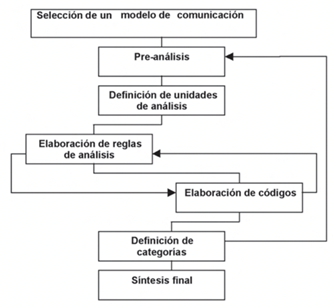 Selección de un modelo de comunicación
Pre-análisis
Definición de unidades
de análisis
Elaboración de reglas
de análisis
Elaboración de códigos
Definición de
categorias
Síntesis final